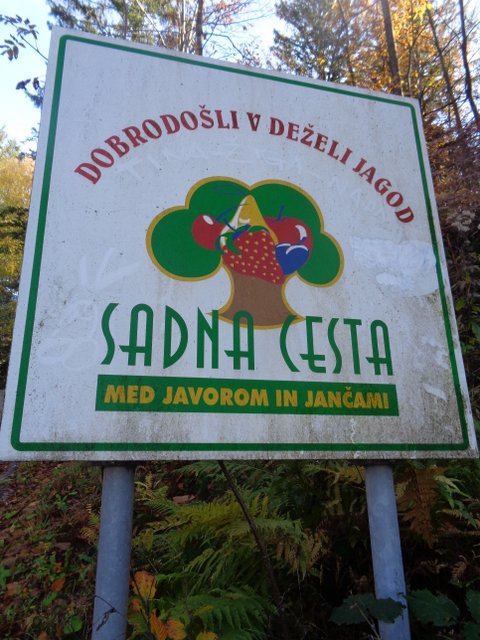 DOBRODOŠLI V DEŽELI JAGOD
SADNA CESTA
MED JAVOROM IN JANČAMI